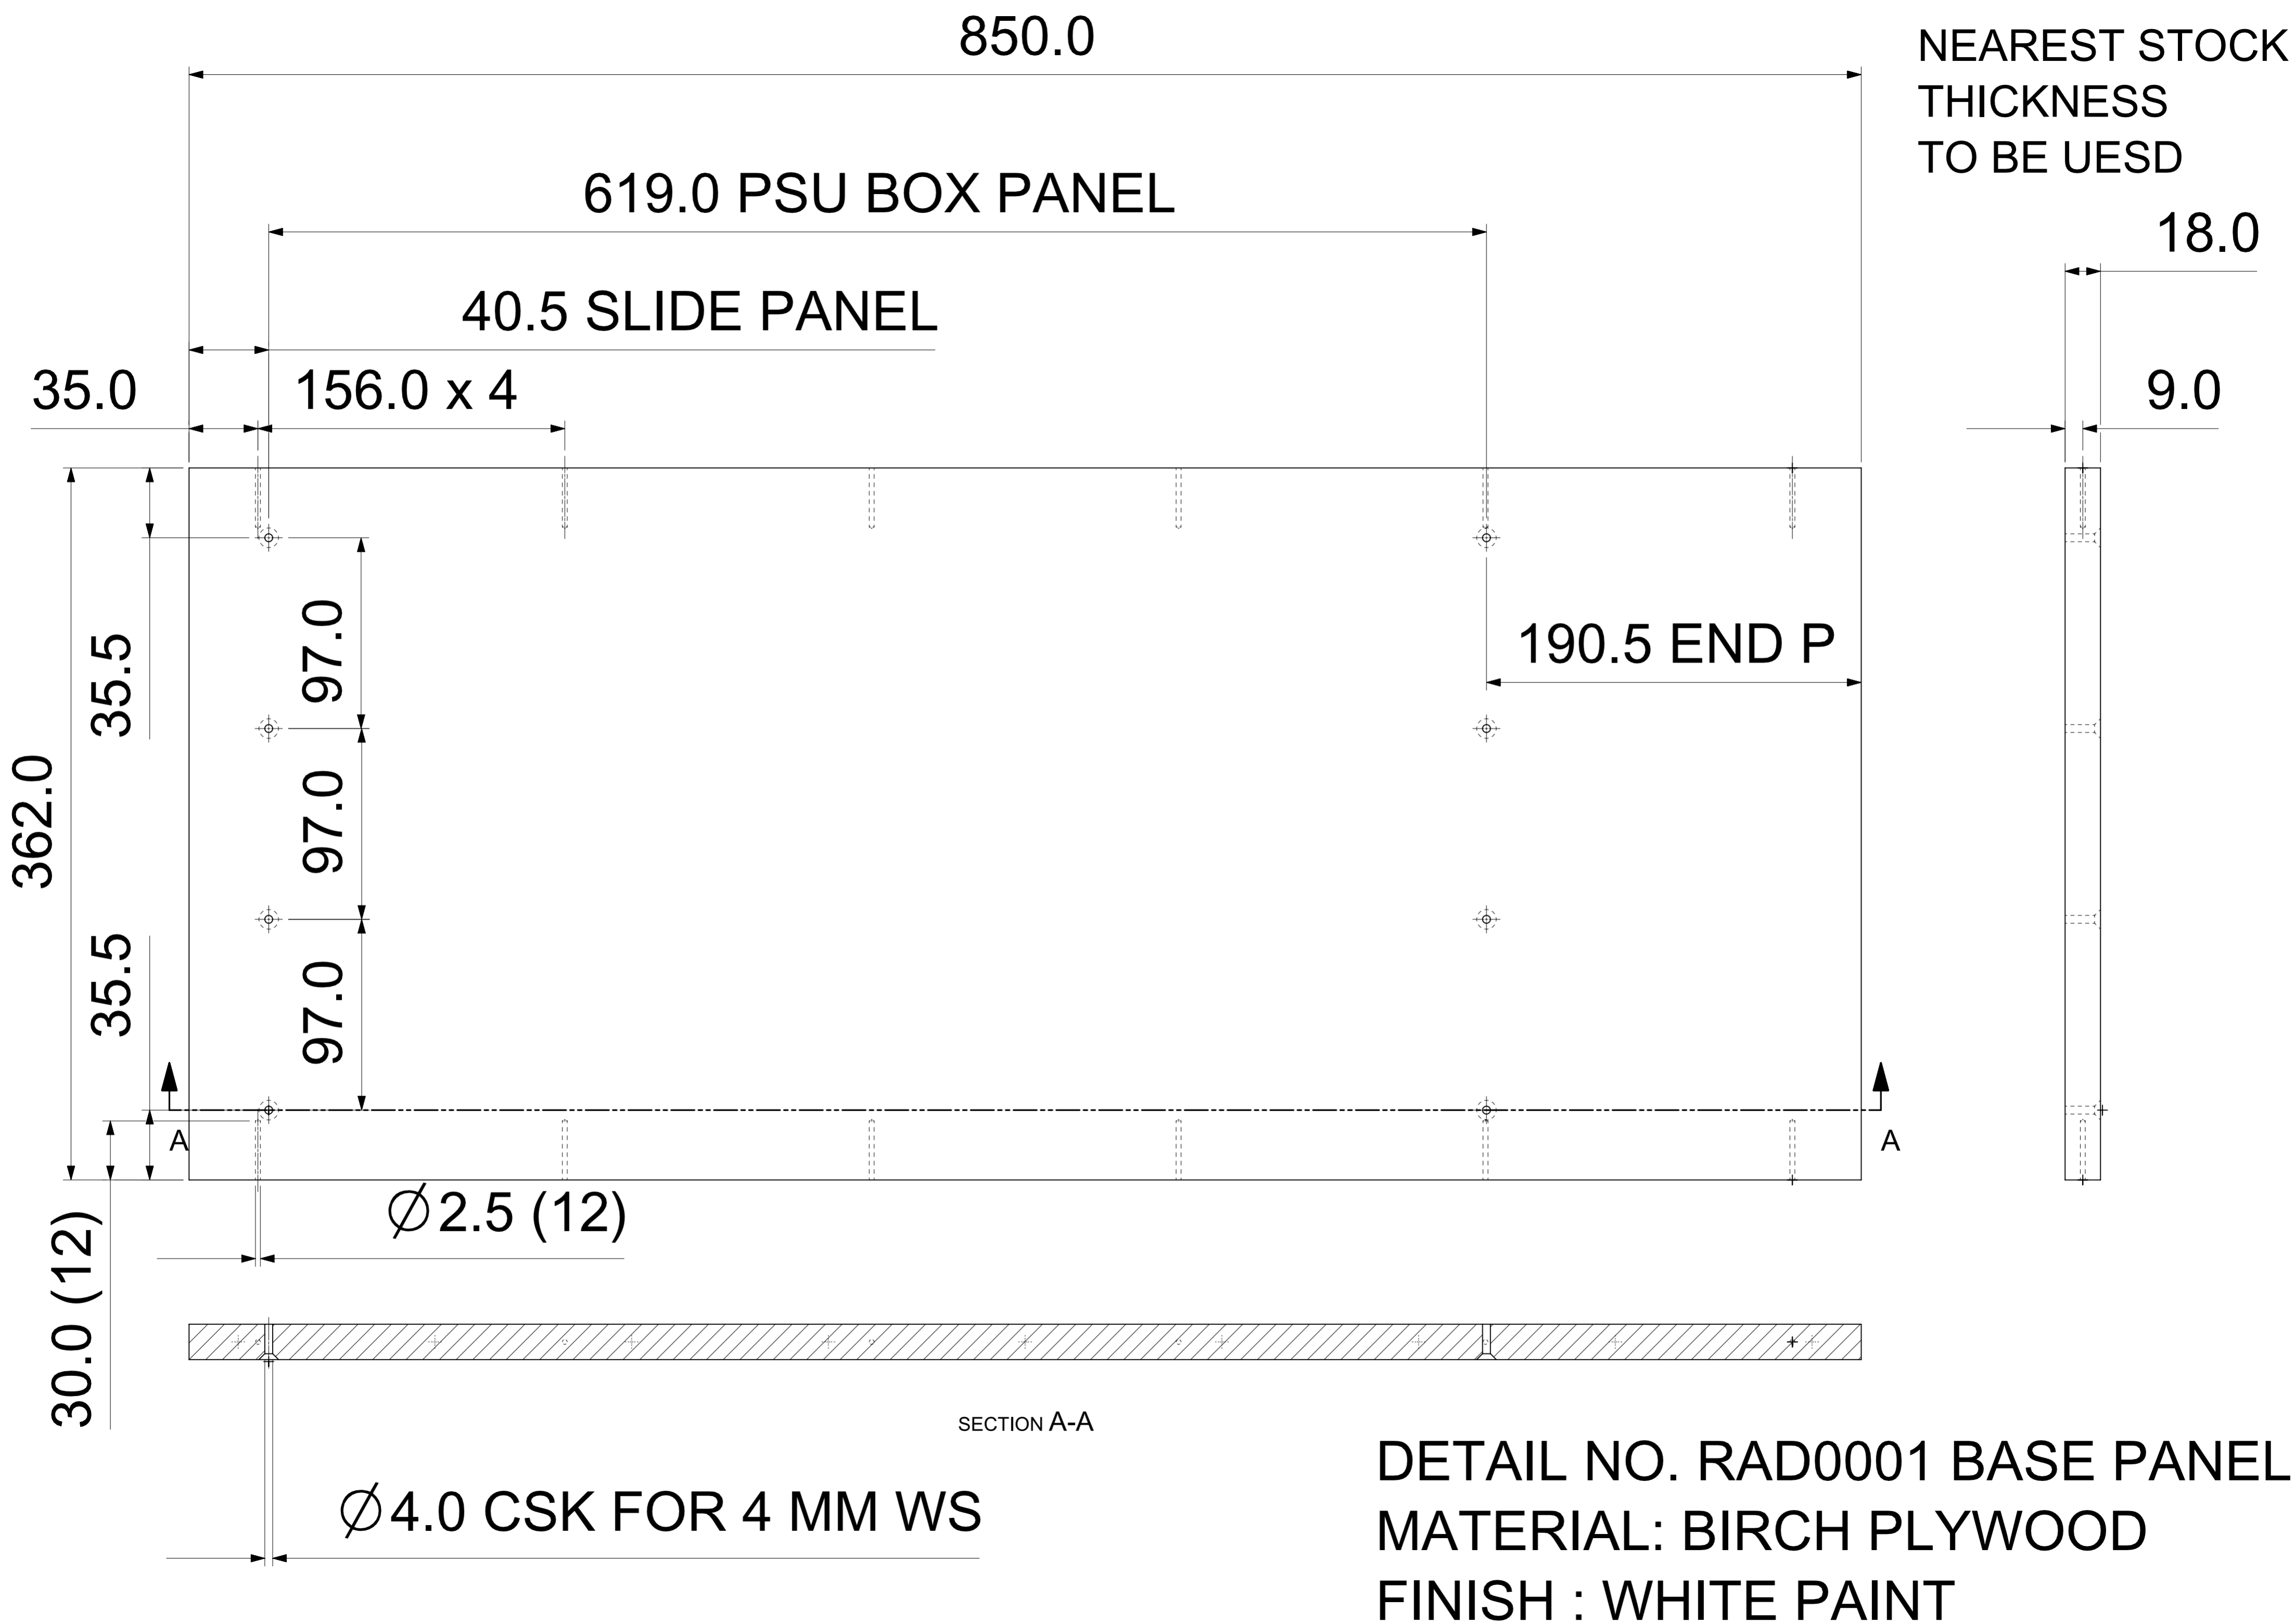 850.0
NEAREST STOCK
THICKNESS
TO BE UESD
619.0 PSU BOX PANEL
18.0
40.5 SLIDE PANEL
35.0
156.0 x 4
9.0
97.0
35.5
190.5 END P
362.0
97.0
35.5
97.0
A
A
Ø2.5 (12)
30.0 (12)
SECTION A-A
Ø4.0 CSK FOR 4 MM WS
DETAIL NO. RAD0001 BASE PANEL
MATERIAL: BIRCH PLYWOOD
FINISH : WHITE PAINT